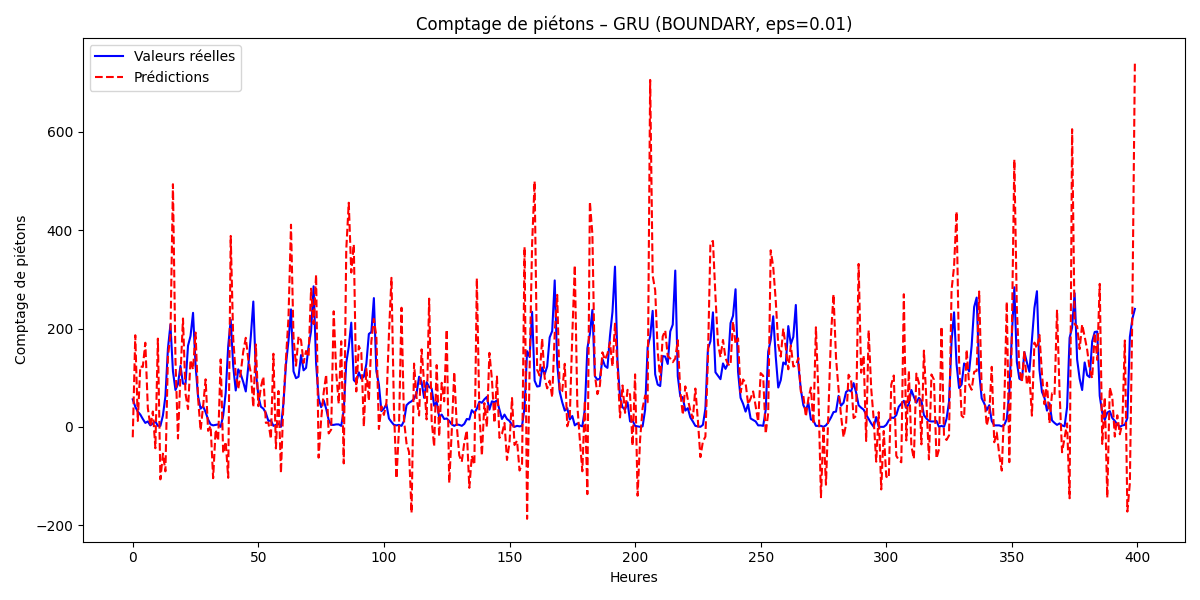 Comptage de piétons – GRU (BOUNDARY, eps=0.01)
Valeurs réelles
Prédictions
Comptage de piétons
600
400
200
0
−200
0 50 100 150 200 250 300 350 400
Heures